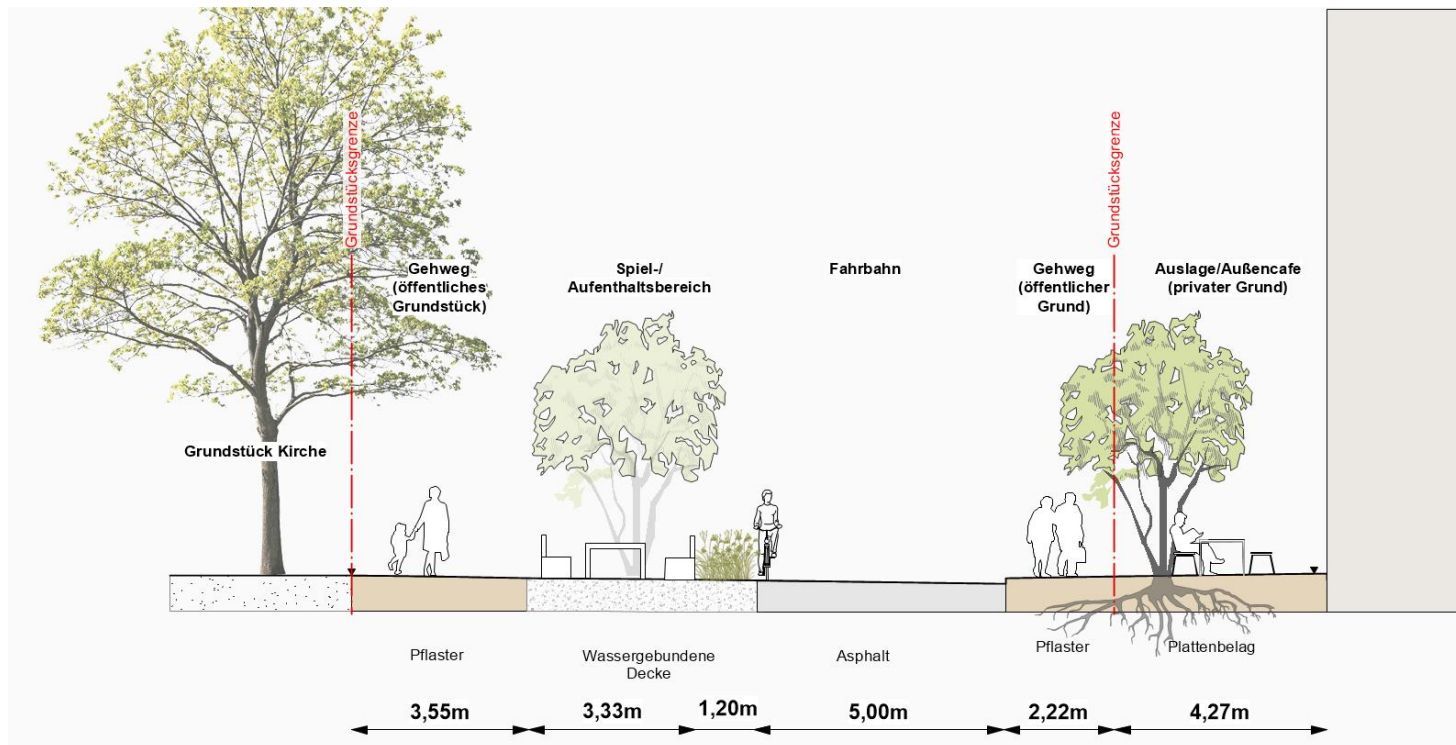 Grundstücksgrenze
Grundstücksgrenze
Gehweg
(öffentliches
Grundstück)
Spiel-/
Aufenthaltsbereich
Fahrbahn
Gehweg
(öffentlicher
Grund)
Auslage/Außencafe
(privater Grund)
Grundstück Kirche
Pflaster
Wassergebundene
Decke
Asphalt
Pflaster
Plattenbelag
3,55m
3,33m
1,20m
5,00m
2,22m
4,27m